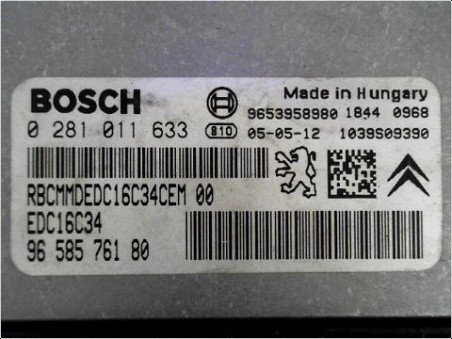 BOSCH
Made in Hungary
9653958980 1844 0968
0 281 011 633 810 05-05-12 1039S09390
RBCMMDEDC16C34CEM 00
EDC16C34
96 585 761 80